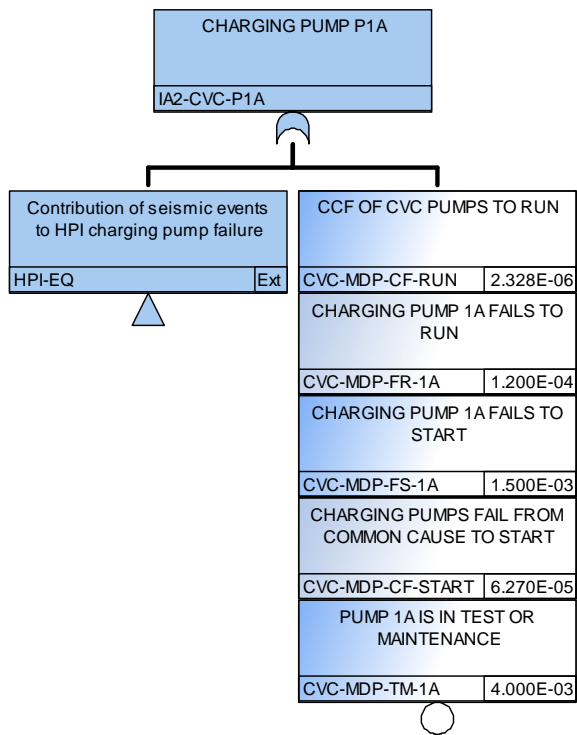 CHARGING PUMP P1A
IA2-CVC-P1A
Contribution of seismic events
to HPI charging pump failure
HPI-EQ Ext
CCF OF CVC PUMPS TO RUN
CVC-MDP-CF-RUN 2.328E-06
CHARGING PUMP 1A FAILS TO
RUN
CVC-MDP-FR-1A 1.200E-04
CHARGING PUMP 1A FAILS TO
START
CVC-MDP-FS-1A 1.500E-03
CHARGING PUMPS FAIL FROM
COMMON CAUSE TO START
CVC-MDP-CF-START 6.270E-05
PUMP 1A IS IN TEST OR
MAINTENANCE
CVC-MDP-TM-1A 4.000E-03